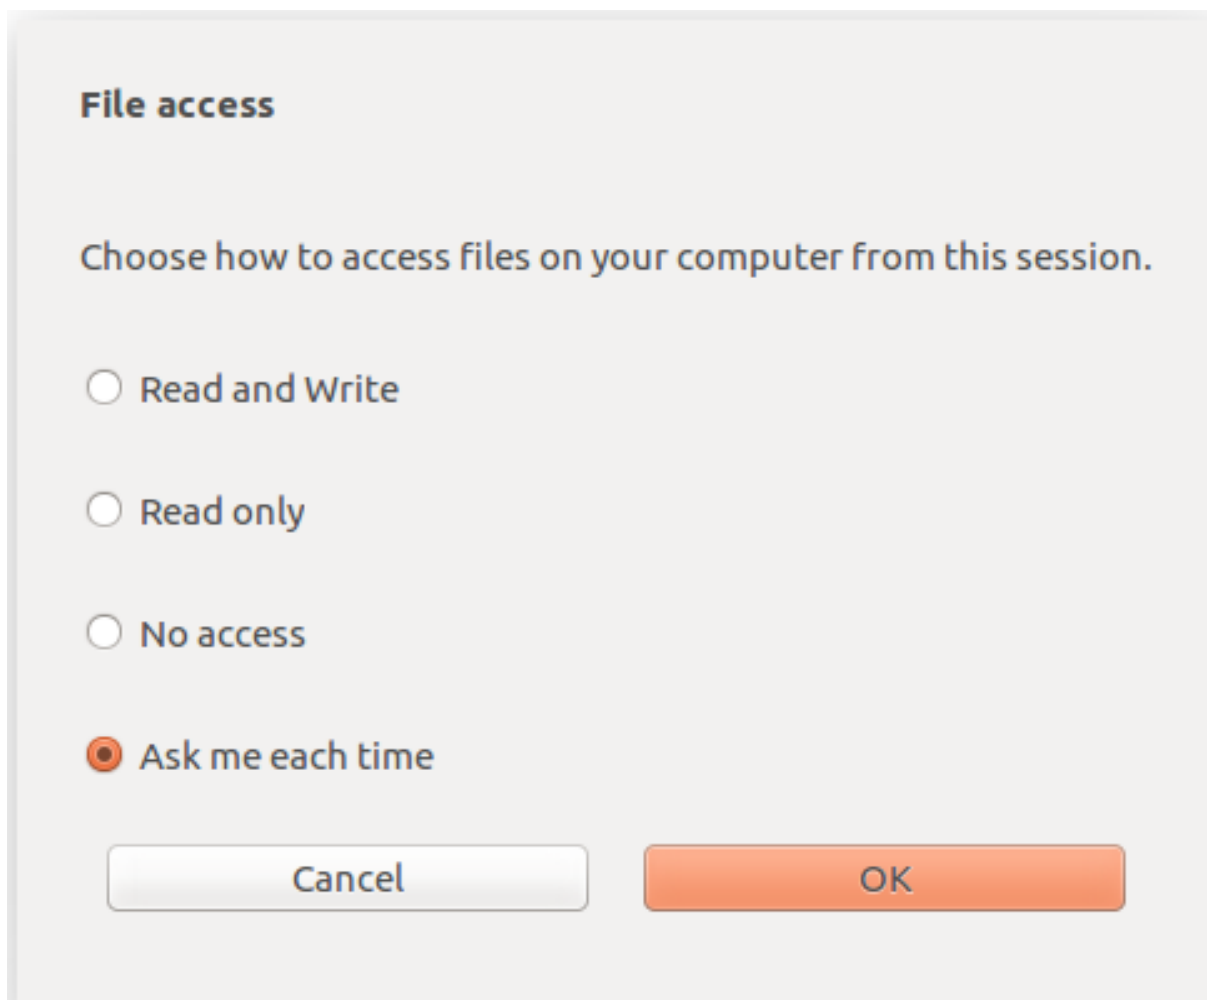 File access
Choose how to access files on your computer from this session.
Read and Write
Read only
No access
Ask me each time
Cancel
OK